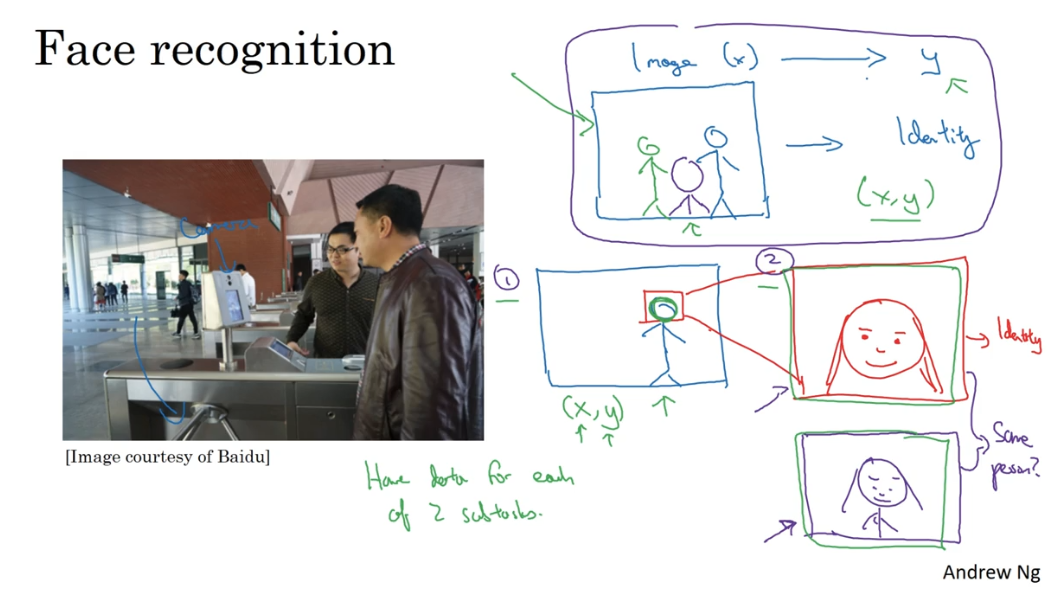 Face recognition
Image (x) → y
Identity
(x,y)
Camera
1
2
Identity
(x, y)
Same
person?
[Image courtesy of Baidu]
Have data for each
of 2 subtasks.
Andrew Ng